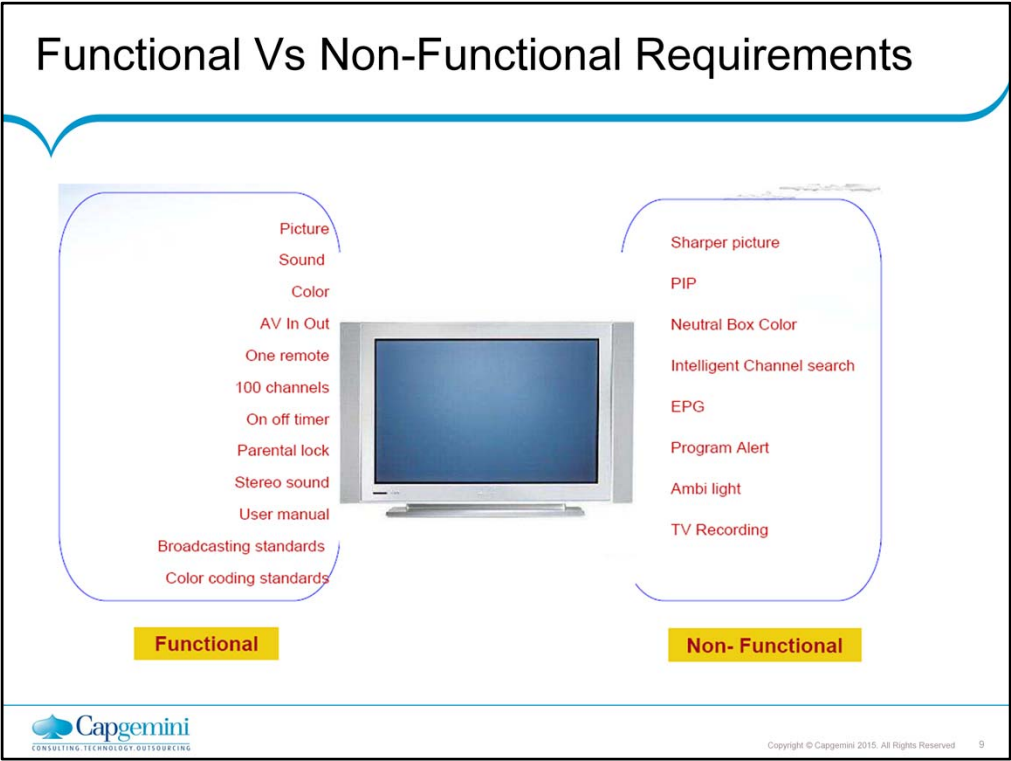 Functional Vs Non-Functional Requirements
Picture
Sound
Color
AV In Out
One remote
100 channels
On off timer
Parental lock
Stereo sound
User manual
Broadcasting standards
Color coding standards
Functional
Sharper picture
PIP
Neutral Box Color
Intelligent Channel search
EPG
Program Alert
Ambi light
TV Recording
Non- Functional
Capgemini
CONSULTING.TECHNOLOGY.OUTSOURCING
Copyright © Capgemini 2015. All Rights Reserved
9